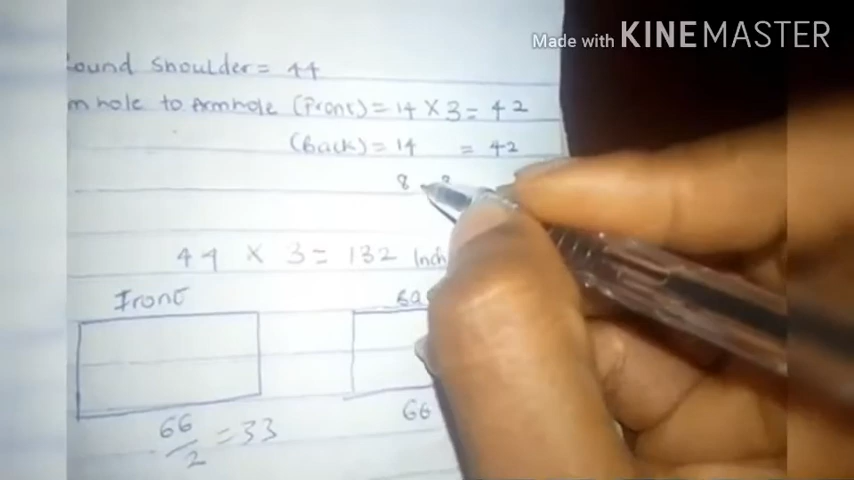 Made with KINEMASTER
Round Shoulder = 44
hole to Armhole (Front) = 14 X 3 = 42
(Back) = 14 = 42
8
44 X 3 = 132 Inch
Front
66
66
/2 = 33